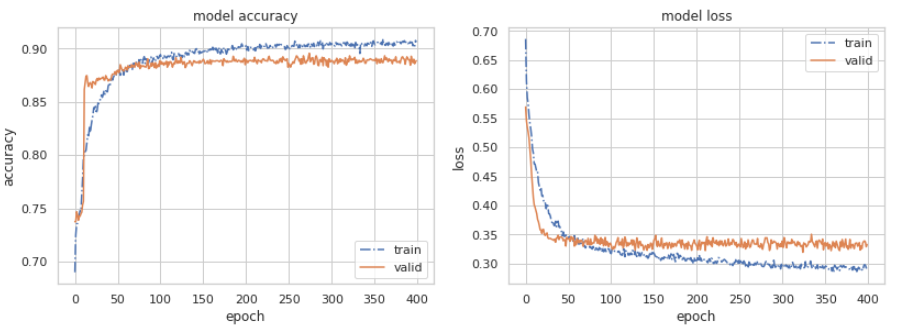 model accuracy
0.90
0.85
0.80
0.75
0.70
accuracy
0 50 100 150 200 250 300 350 400
epoch
train
valid
model loss
0.70
0.65
0.60
0.55
0.50
0.45
0.40
0.35
0.30
loss
0 50 100 150 200 250 300 350 400
epoch
train
valid